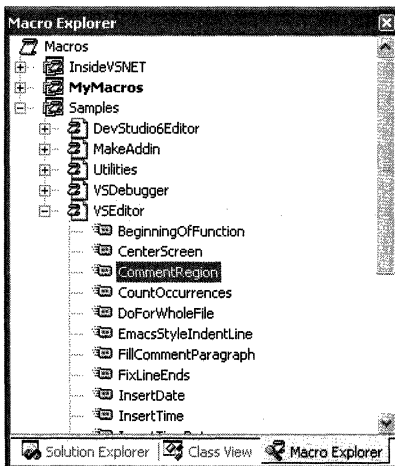 Macro Explorer
Macros
InsideVSNET
MyMacros
Samples
DevStudio6Editor
MakeAddin
Utilities
VSDebugger
VSEditor
BeginningOfFunction
CenterScreen
CommentRegion
CountOccurrences
DoForWholeFile
EmacsStyleIndentLine
FillCommentParagraph
FixLineEnds
InsertDate
InsertTime
Solution Explorer Class View Macro Explorer